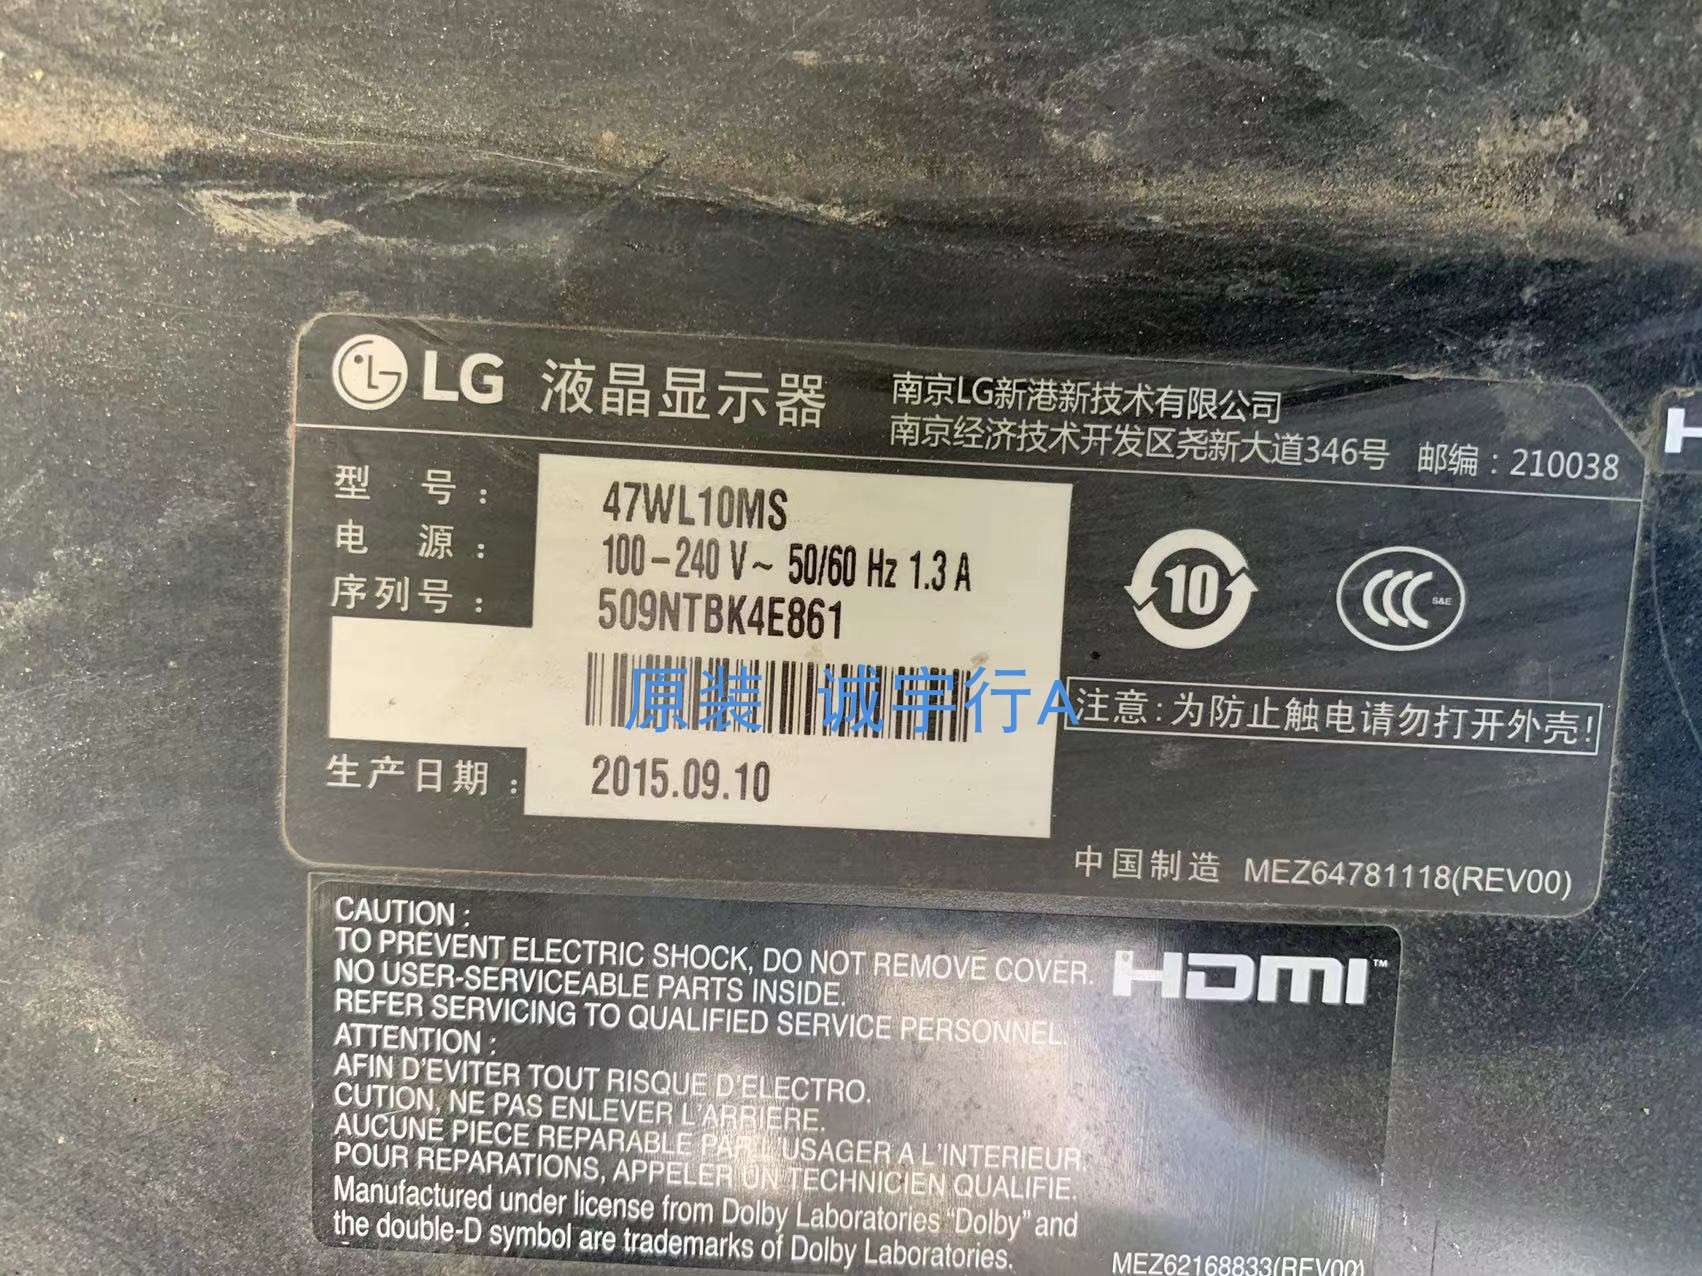 LG 液晶显示器
南京LG新港新技术有限公司
南京经济技术开发区尧新大道346号 邮编：210038
型 号： 47WL10MS
电 源： 100-240 V~ 50/60 Hz 1.3 A
序列号： 509NTBK4E861
10
CCC S&E
原装 诚宇行A
注意:为防止触电请勿打开外壳!
生产日期： 2015.09.10
中国制造 MEZ64781118(REV00)
CAUTION :
TO PREVENT ELECTRIC SHOCK, DO NOT REMOVE COVER.
NO USER-SERVICEABLE PARTS INSIDE.
REFER SERVICING TO QUALIFIED SERVICE PERSONNEL.
HDMI™
ATTENTION :
AFIN D'EVITER TOUT RISQUE D'ELECTRO.
CUTION, NE PAS ENLEVER L'ARRIERE.
AUCUNE PIECE REPARABLE PAR L'USAGER A L'INTERIEUR.
POUR REPARATIONS, APPELER UN TECHNICIEN QUALIFIE.
Manufactured under license from Dolby Laboratories "Dolby" and
the double-D symbol are trademarks of Dolby Laboratories.
MEZ62168833(REV00)